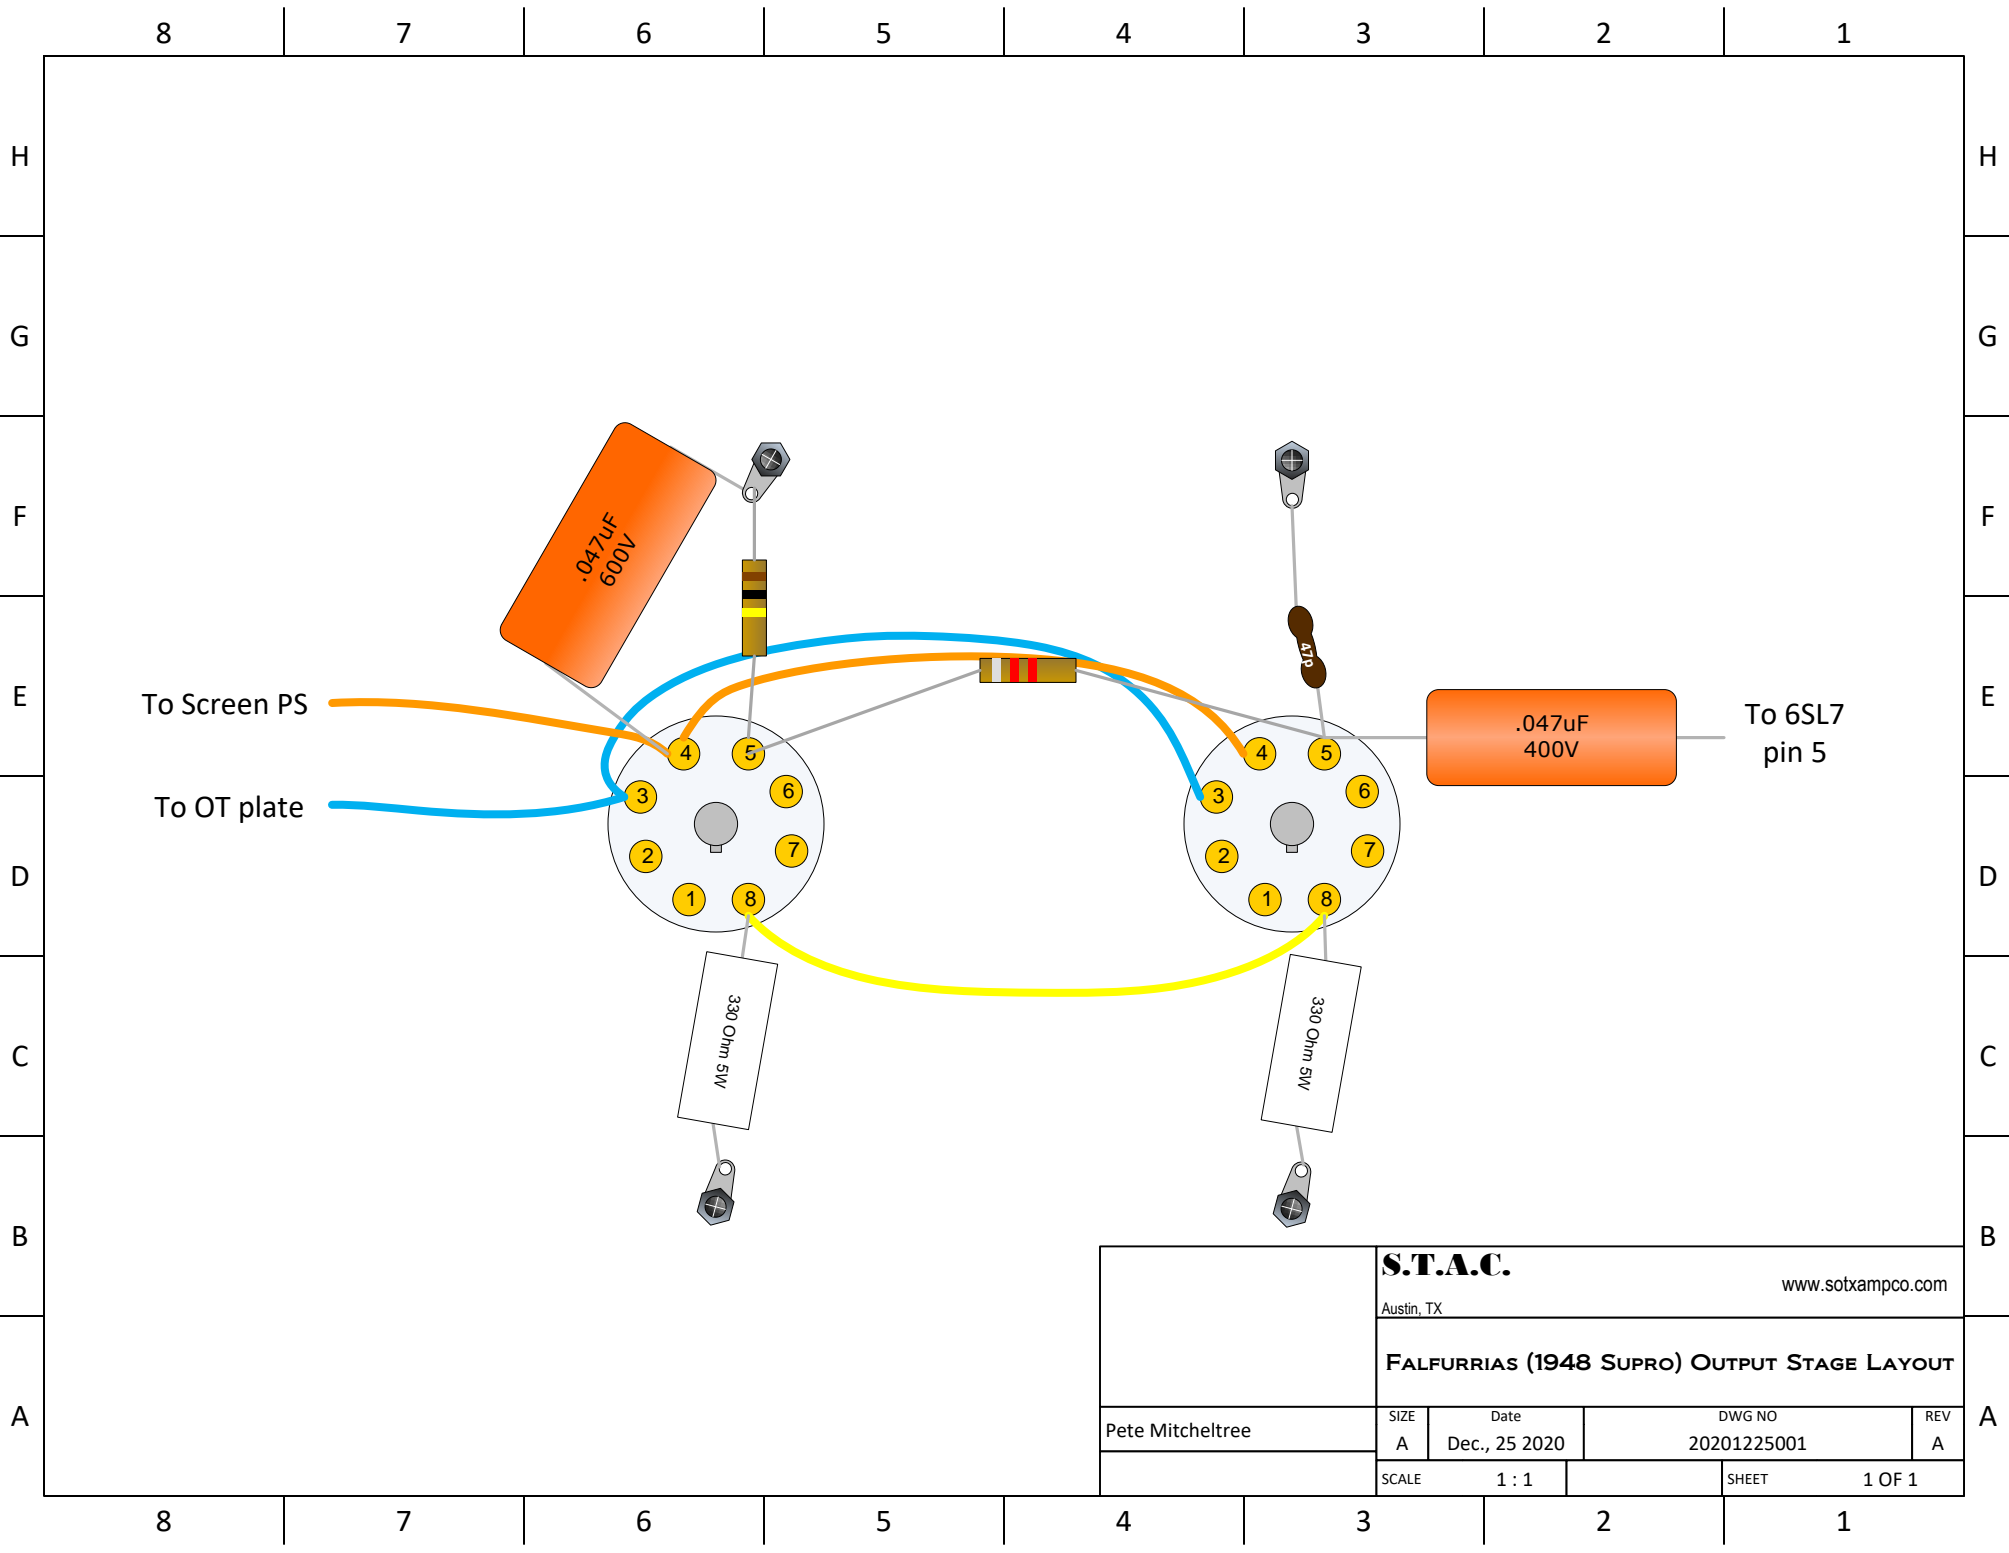 8 7 6 5 4 3 2 1
H H
G G
F F
E E
D D
C C
B B
A A
.047uF
600V
47p
To Screen PS
.047uF
400V
To 6SL7
pin 5
To OT plate
4 5
3 6
2 7
1 8
4 5
3 6
2 7
1 8
330 Ohm 5W
330 Ohm 5W
S.T.A.C.
www.sotxampco.com
Austin, TX
Falfurrias (1948 Supro) Output Stage Layout
Pete Mitcheltree
SIZE Date DWG NO REV
A Dec., 25 2020 20201225001 A
SCALE 1 : 1 SHEET 1 OF 1
8 7 6 5 4 3 2 1